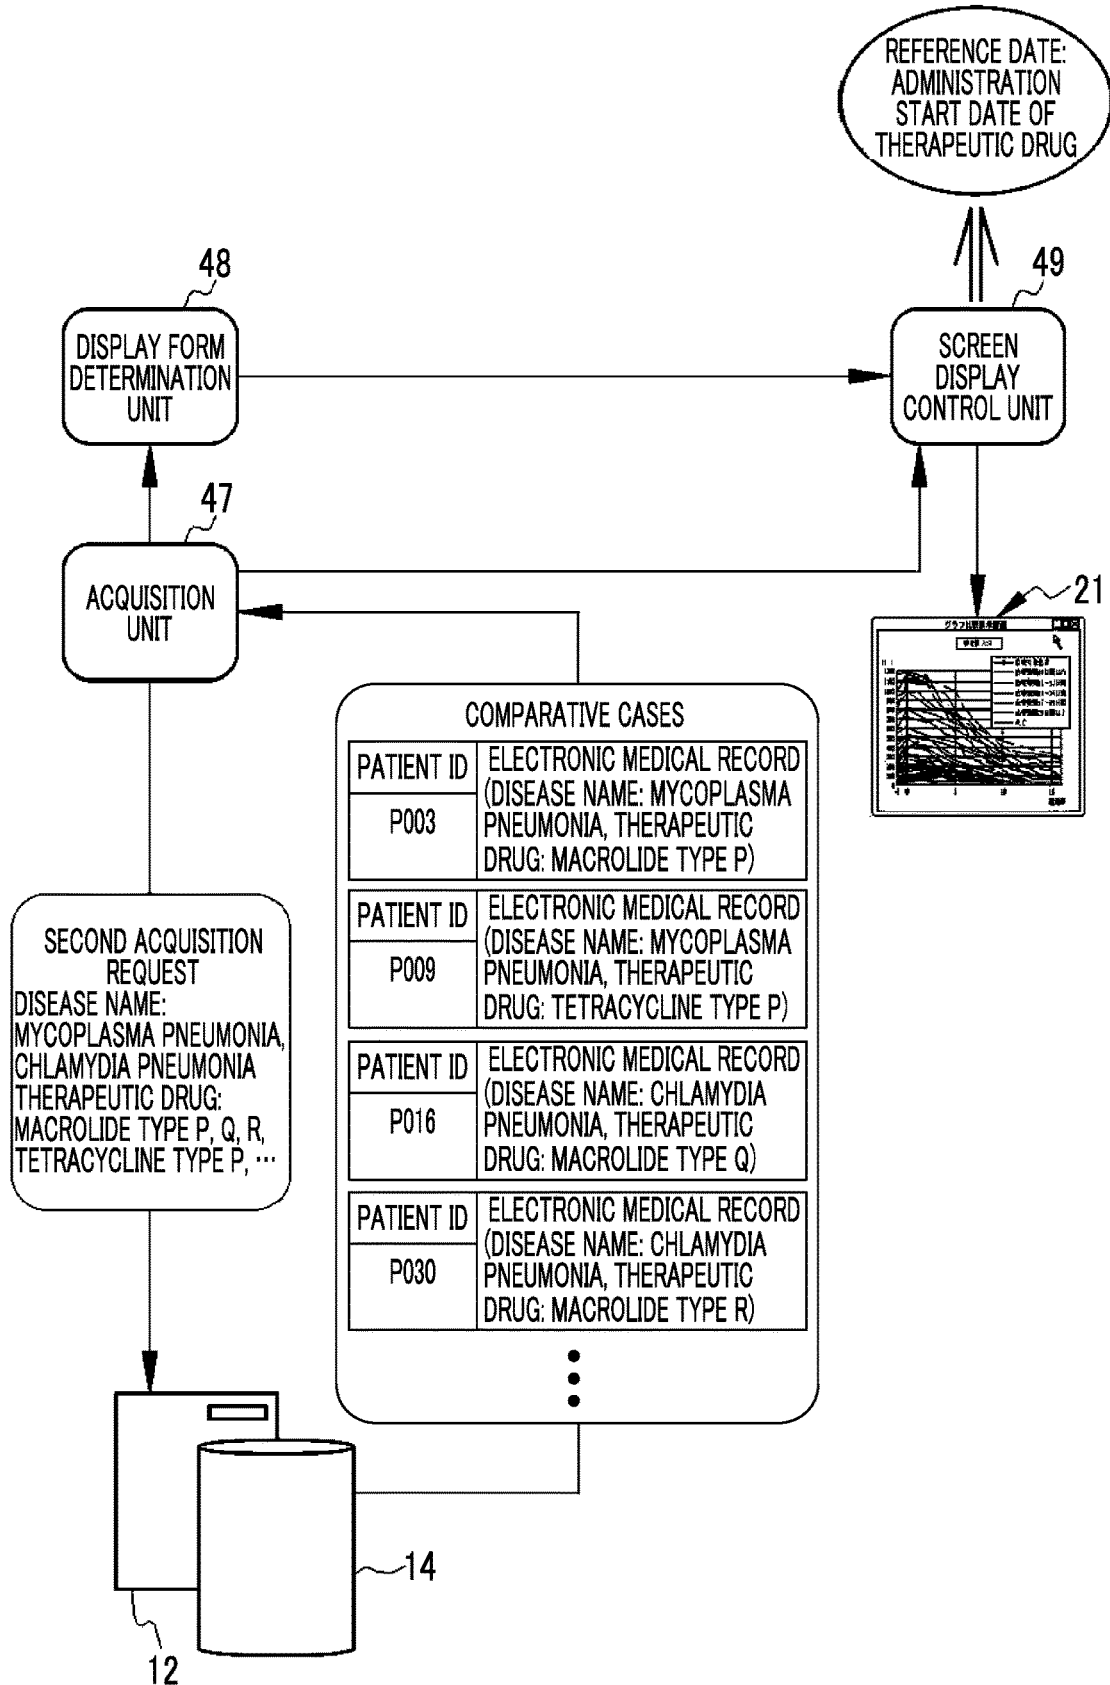 REFERENCE DATE:
ADMINISTRATION
START DATE OF
THERAPEUTIC DRUG
48
49
DISPLAY FORM
DETERMINATION
UNIT
SCREEN
DISPLAY
CONTROL UNIT
47
ACQUISITION
UNIT
21
COMPARATIVE CASES
PATIENT ID
P003
ELECTRONIC MEDICAL RECORD
(DISEASE NAME: MYCOPLASMA
PNEUMONIA, THERAPEUTIC
DRUG: MACROLIDE TYPE P)
PATIENT ID
P009
ELECTRONIC MEDICAL RECORD
(DISEASE NAME: MYCOPLASMA
PNEUMONIA, THERAPEUTIC
DRUG: TETRACYCLINE TYPE P)
PATIENT ID
P016
ELECTRONIC MEDICAL RECORD
(DISEASE NAME: CHLAMYDIA
PNEUMONIA, THERAPEUTIC
DRUG: MACROLIDE TYPE Q)
PATIENT ID
P030
ELECTRONIC MEDICAL RECORD
(DISEASE NAME: CHLAMYDIA
PNEUMONIA, THERAPEUTIC
DRUG: MACROLIDE TYPE R)
SECOND ACQUISITION
REQUEST
DISEASE NAME:
MYCOPLASMA PNEUMONIA,
CHLAMYDIA PNEUMONIA
THERAPEUTIC DRUG:
MACROLIDE TYPE P, Q, R,
TETRACYCLINE TYPE P, …
14
12